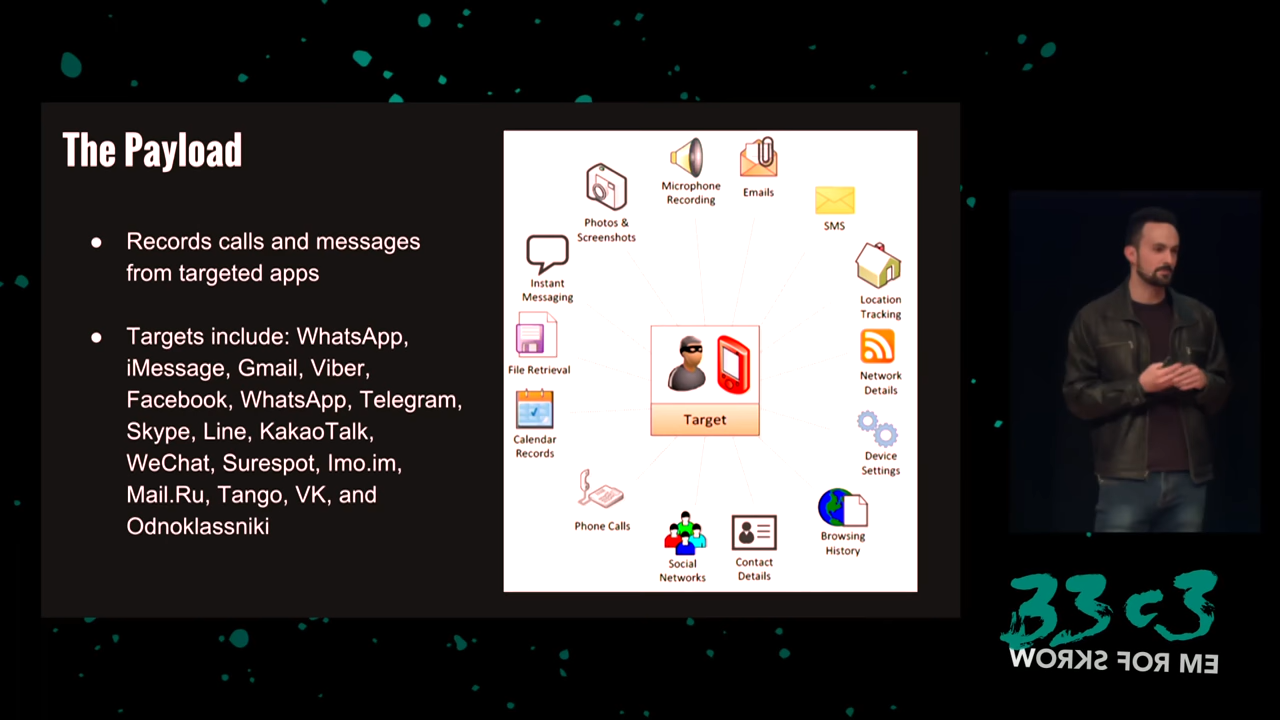 The Payload
● Records calls and messages
from targeted apps
● Targets include: WhatsApp,
iMessage, Gmail, Viber,
Facebook, WhatsApp, Telegram,
Skype, Line, KakaoTalk,
WeChat, Surespot, Imo.im,
Mail.Ru, Tango, VK, and
Odnoklassniki
Microphone
Recording
Emails
Photos &
Screenshots
SMS
Instant
Messaging
Location
Tracking
File Retrieval
Network
Details
Target
Calendar
Records
Device
Settings
Phone Calls
Browsing
History
Social
Networks
Contact
Details
33c3
WORKS FOR ME